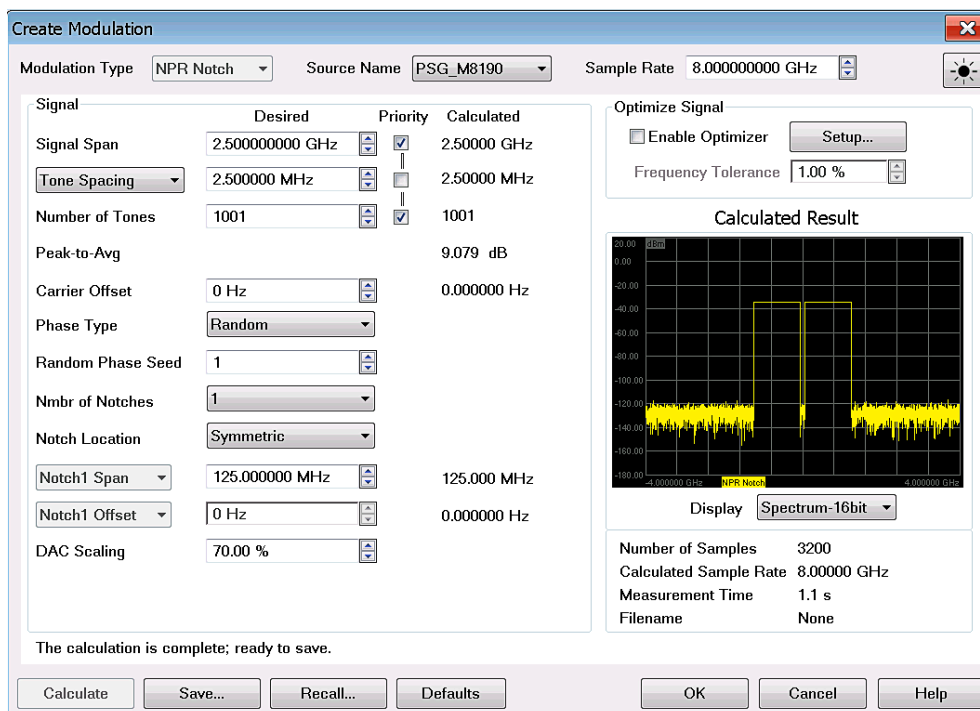 Create Modulation
Modulation Type NPR Notch Source Name PSG_M8190 Sample Rate 8.000000000 GHz
Signal
Desired Priority Calculated
Signal Span 2.500000000 GHz 2.50000 GHz
Tone Spacing 2.500000 MHz 2.50000 MHz
Number of Tones 1001 1001
Peak-to-Avg 9.079 dB
Carrier Offset 0 Hz 0.000000 Hz
Phase Type Random
Random Phase Seed 1
Nmbr of Notches 1
Notch Location Symmetric
Notch1 Span 125.000000 MHz 125.000 MHz
Notch1 Offset 0 Hz 0.000000 Hz
DAC Scaling 70.00 %
Optimize Signal
Enable Optimizer Setup...
Frequency Tolerance 1.00 %
Calculated Result
20.00 dBm
0.00
-20.00
-40.00
-60.00
-80.00
-100.00
-120.00
-140.00
-160.00
-180.00
-4.000000 GHz NPR Notch 4.000000 GHz
Display Spectrum-16bit
Number of Samples 3200
Calculated Sample Rate 8.00000 GHz
Measurement Time 1.1 s
Filename None
The calculation is complete; ready to save.
Calculate Save... Recall... Defaults OK Cancel Help